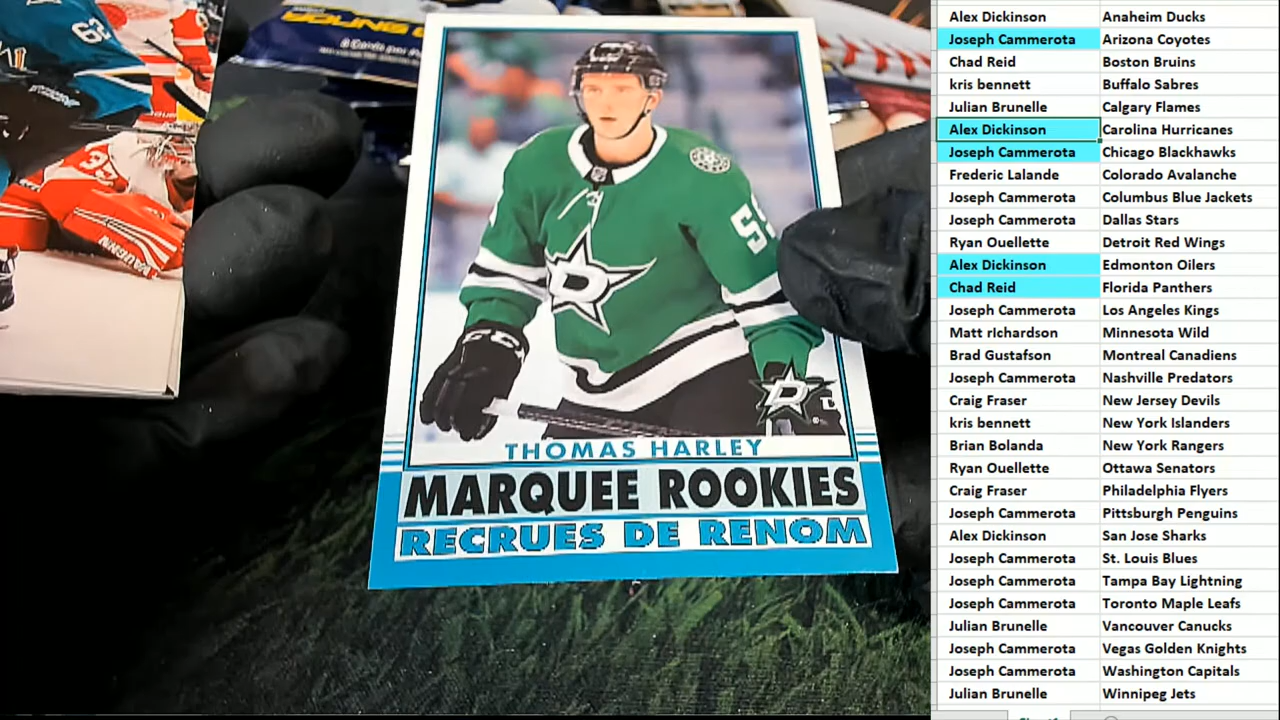 YOUNG
THOMAS HARLEY
MARQUEE ROOKIES
RECRUES DE RENOM
VAUGHN
CCM
Alex Dickinson Anaheim Ducks
Joseph Cammerota Arizona Coyotes
Chad Reid Boston Bruins
kris bennett Buffalo Sabres
Julian Brunelle Calgary Flames
Alex Dickinson Carolina Hurricanes
Joseph Cammerota Chicago Blackhawks
Frederic Lalande Colorado Avalanche
Joseph Cammerota Columbus Blue Jackets
Joseph Cammerota Dallas Stars
Ryan Ouellette Detroit Red Wings
Alex Dickinson Edmonton Oilers
Chad Reid Florida Panthers
Joseph Cammerota Los Angeles Kings
Matt rIchardson Minnesota Wild
Brad Gustafson Montreal Canadiens
Joseph Cammerota Nashville Predators
Craig Fraser New Jersey Devils
kris bennett New York Islanders
Brian Bolanda New York Rangers
Ryan Ouellette Ottawa Senators
Craig Fraser Philadelphia Flyers
Joseph Cammerota Pittsburgh Penguins
Alex Dickinson San Jose Sharks
Joseph Cammerota St. Louis Blues
Joseph Cammerota Tampa Bay Lightning
Joseph Cammerota Toronto Maple Leafs
Julian Brunelle Vancouver Canucks
Joseph Cammerota Vegas Golden Knights
Joseph Cammerota Washington Capitals
Julian Brunelle Winnipeg Jets